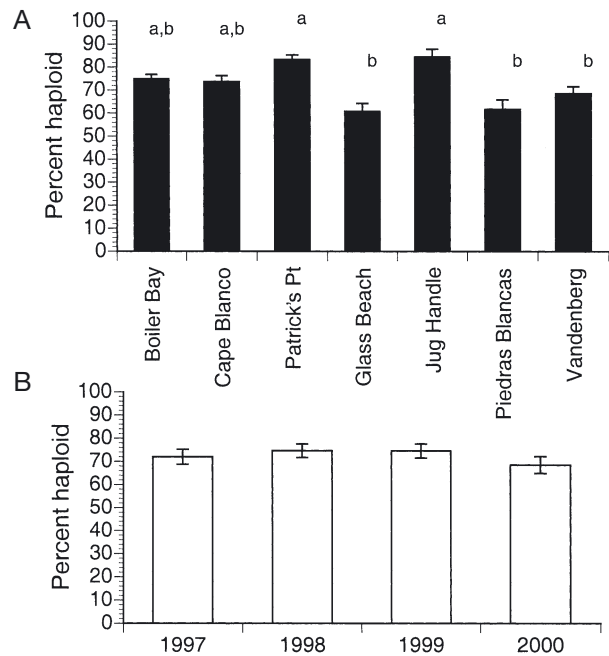 A
Percent haploid
100
90
80
70
60
50
40
30
20
10
0
a,b
a,b
a
b
a
b
b
Boiler Bay
Cape Blanco
Patrick's Pt
Glass Beach
Jug Handle
Piedras Blancas
Vandenberg
B
Percent haploid
100
90
80
70
60
50
40
30
20
10
0
1997
1998
1999
2000